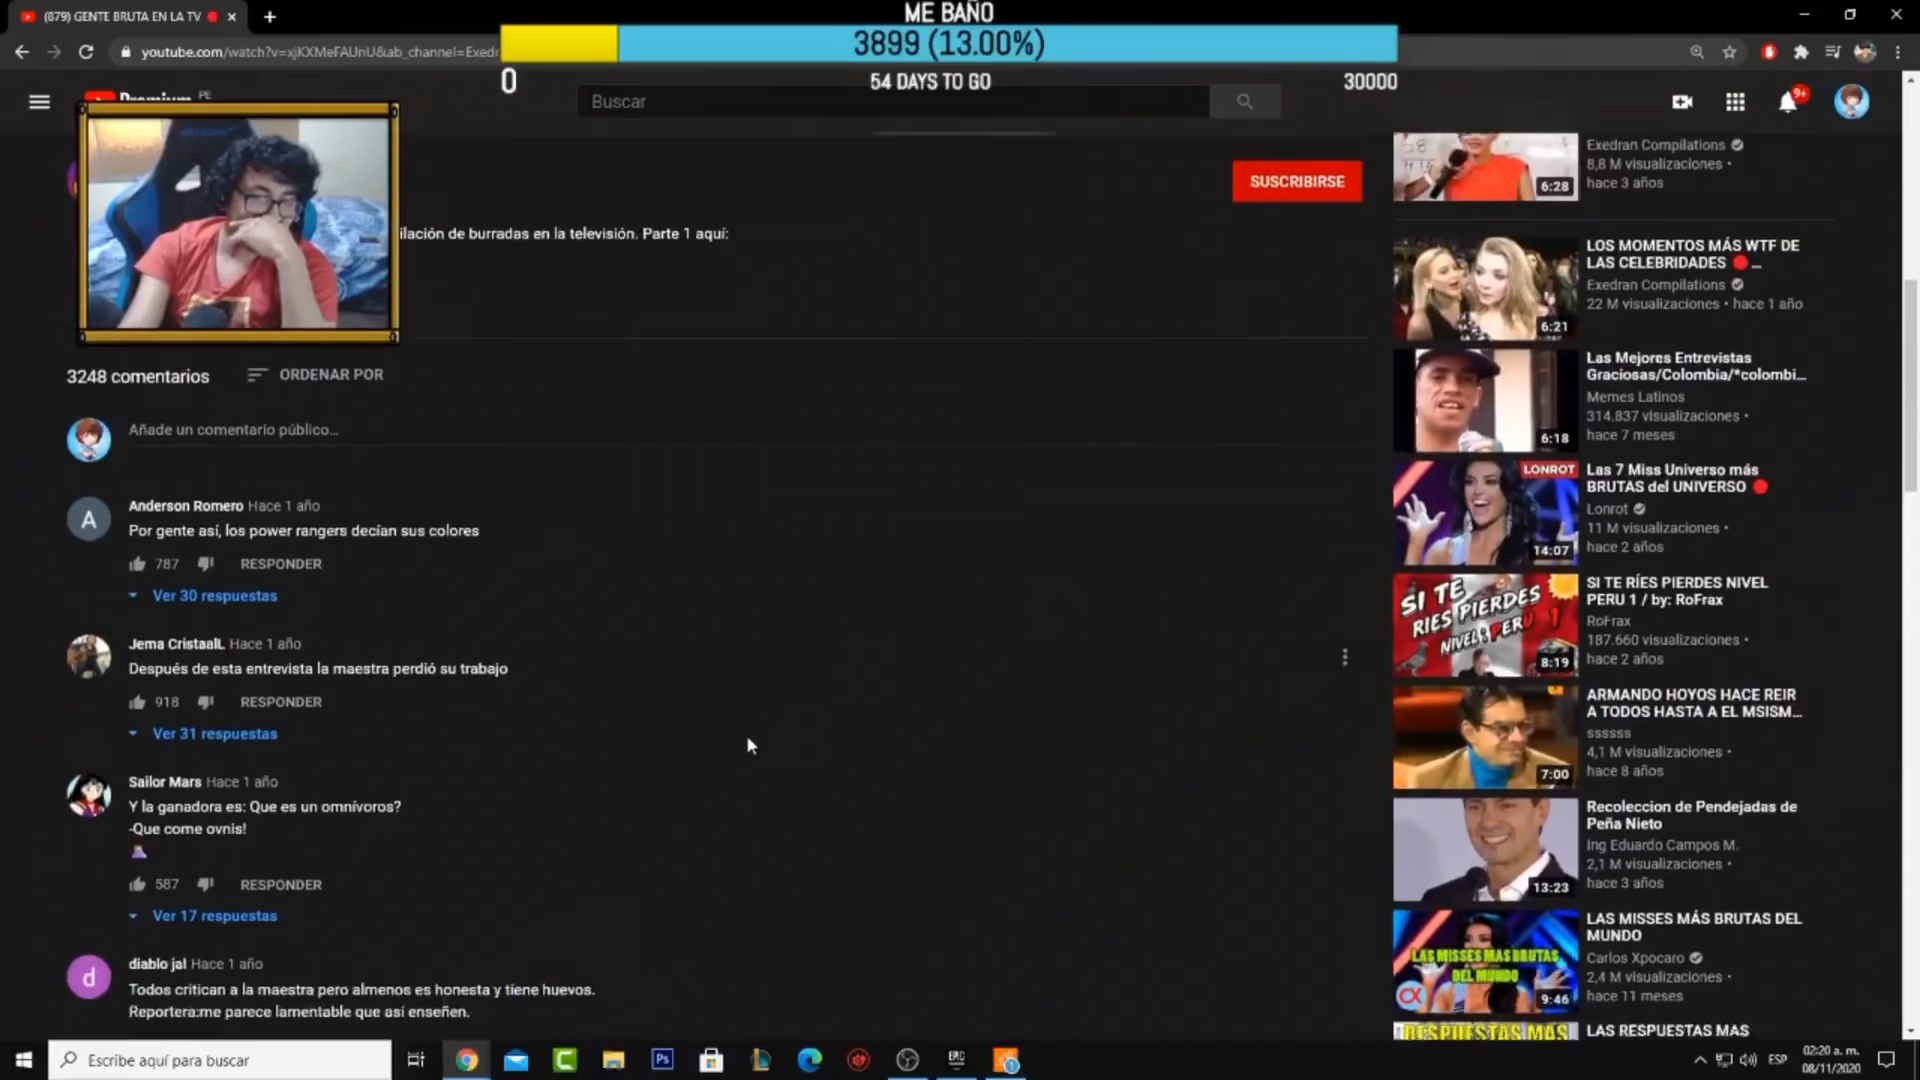 (879) GENTE BRUTA EN LA TV
ME BAÑO
youtube.com/watch?v=xjKXMeFAUnU&ab_channel=Exedr
3899 (13.00%)
0
54 DAYS TO GO
30000
Premium PE
Buscar
9+
SUSCRIBIRSE
ilación de burradas en la televisión. Parte 1 aquí:
3248 comentarios
ORDENAR POR
Añade un comentario público...
Anderson Romero Hace 1 año
Por gente así, los power rangers decían sus colores
787 RESPONDER
Ver 30 respuestas
Jema CristaalL Hace 1 año
Después de esta entrevista la maestra perdió su trabajo
918 RESPONDER
Ver 31 respuestas
Sailor Mars Hace 1 año
Y la ganadora es: Que es un omnívoros?
-Que come ovnis!
587 RESPONDER
Ver 17 respuestas
d
diablo jal Hace 1 año
Todos critican a la maestra pero almenos es honesta y tiene huevos.
Reportera:me parece lamentable que así enseñen.
A
Exedran Compilations
8,8 M visualizaciones •
hace 3 años
6:28
LOS MOMENTOS MÁS WTF DE
LAS CELEBRIDADES ...
Exedran Compilations
22 M visualizaciones • hace 1 año
6:21
Las Mejores Entrevistas
Graciosas/Colombia/*colombi...
Memes Latinos
314.837 visualizaciones •
hace 7 meses
6:18
LONROT
Las 7 Miss Universo más
BRUTAS del UNIVERSO
Lonrot
11 M visualizaciones •
hace 2 años
14:07
SI TE
RIES PIERDES
NIVEL PERU 1
SI TE RÍES PIERDES NIVEL
PERU 1 / by: RoFrax
RoFrax
187.660 visualizaciones •
hace 2 años
8:19
ARMANDO HOYOS HACE REIR
A TODOS HASTA A EL MSISM...
ssssss
4,1 M visualizaciones •
hace 8 años
7:00
Recoleccion de Pendejadas de
Peña Nieto
Ing Eduardo Campos M.
2,1 M visualizaciones •
hace 3 años
13:23
LAS MISSES MAS BRUTAS
DEL MUNDO
LAS MISSES MÁS BRUTAS DEL
MUNDO
Carlos Xpocaro
2,4 M visualizaciones •
hace 11 meses
9:46
RESPUESTAS MAS
LAS RESPUESTAS MAS
Escribe aquí para buscar
Ps
EPIC
1
ESP
02:20 a. m.
08/11/2020